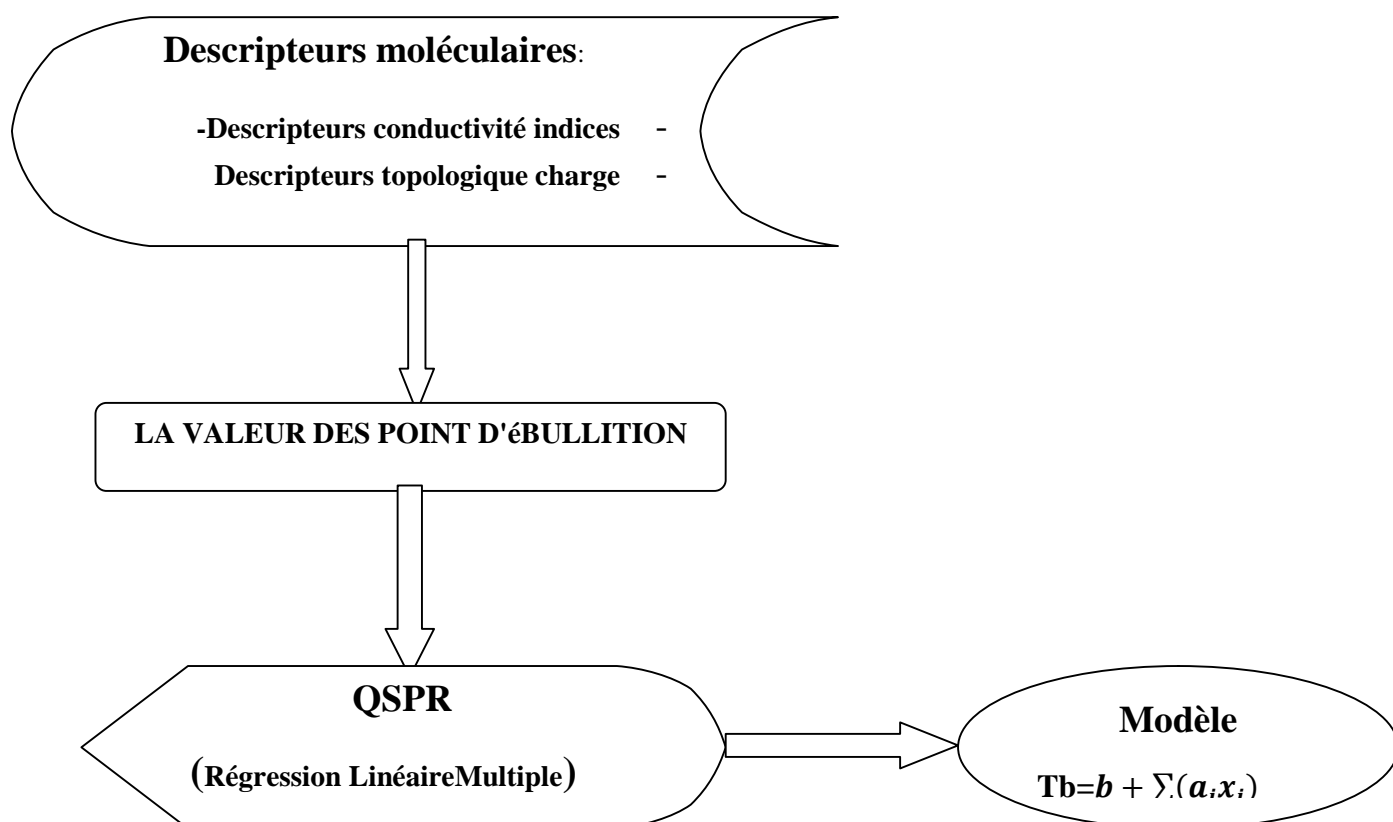 Descripteurs moléculaires:
-Descripteurs conductivité indices -
Descripteurs topologique charge -
LA VALEUR DES POINT D'éBULLITION
QSPR
(Régression LinéaireMultiple)
Modèle
Tb=b + ∑(aᵢxᵢ)